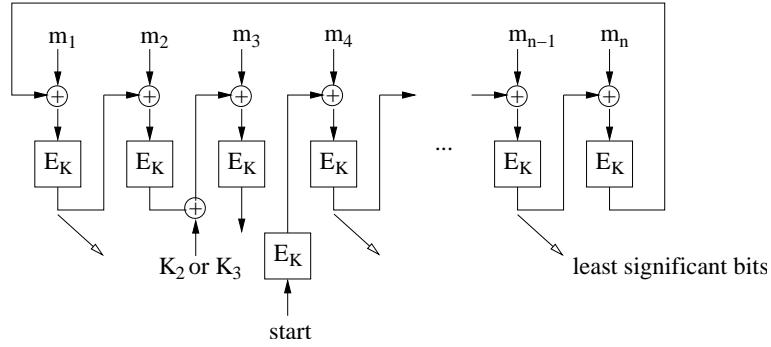 m1 m2 m3 m4 mn−1 mn
+ + + + + +
EK EK EK EK ... EK EK
+
K2 or K3 EK least significant bits
start